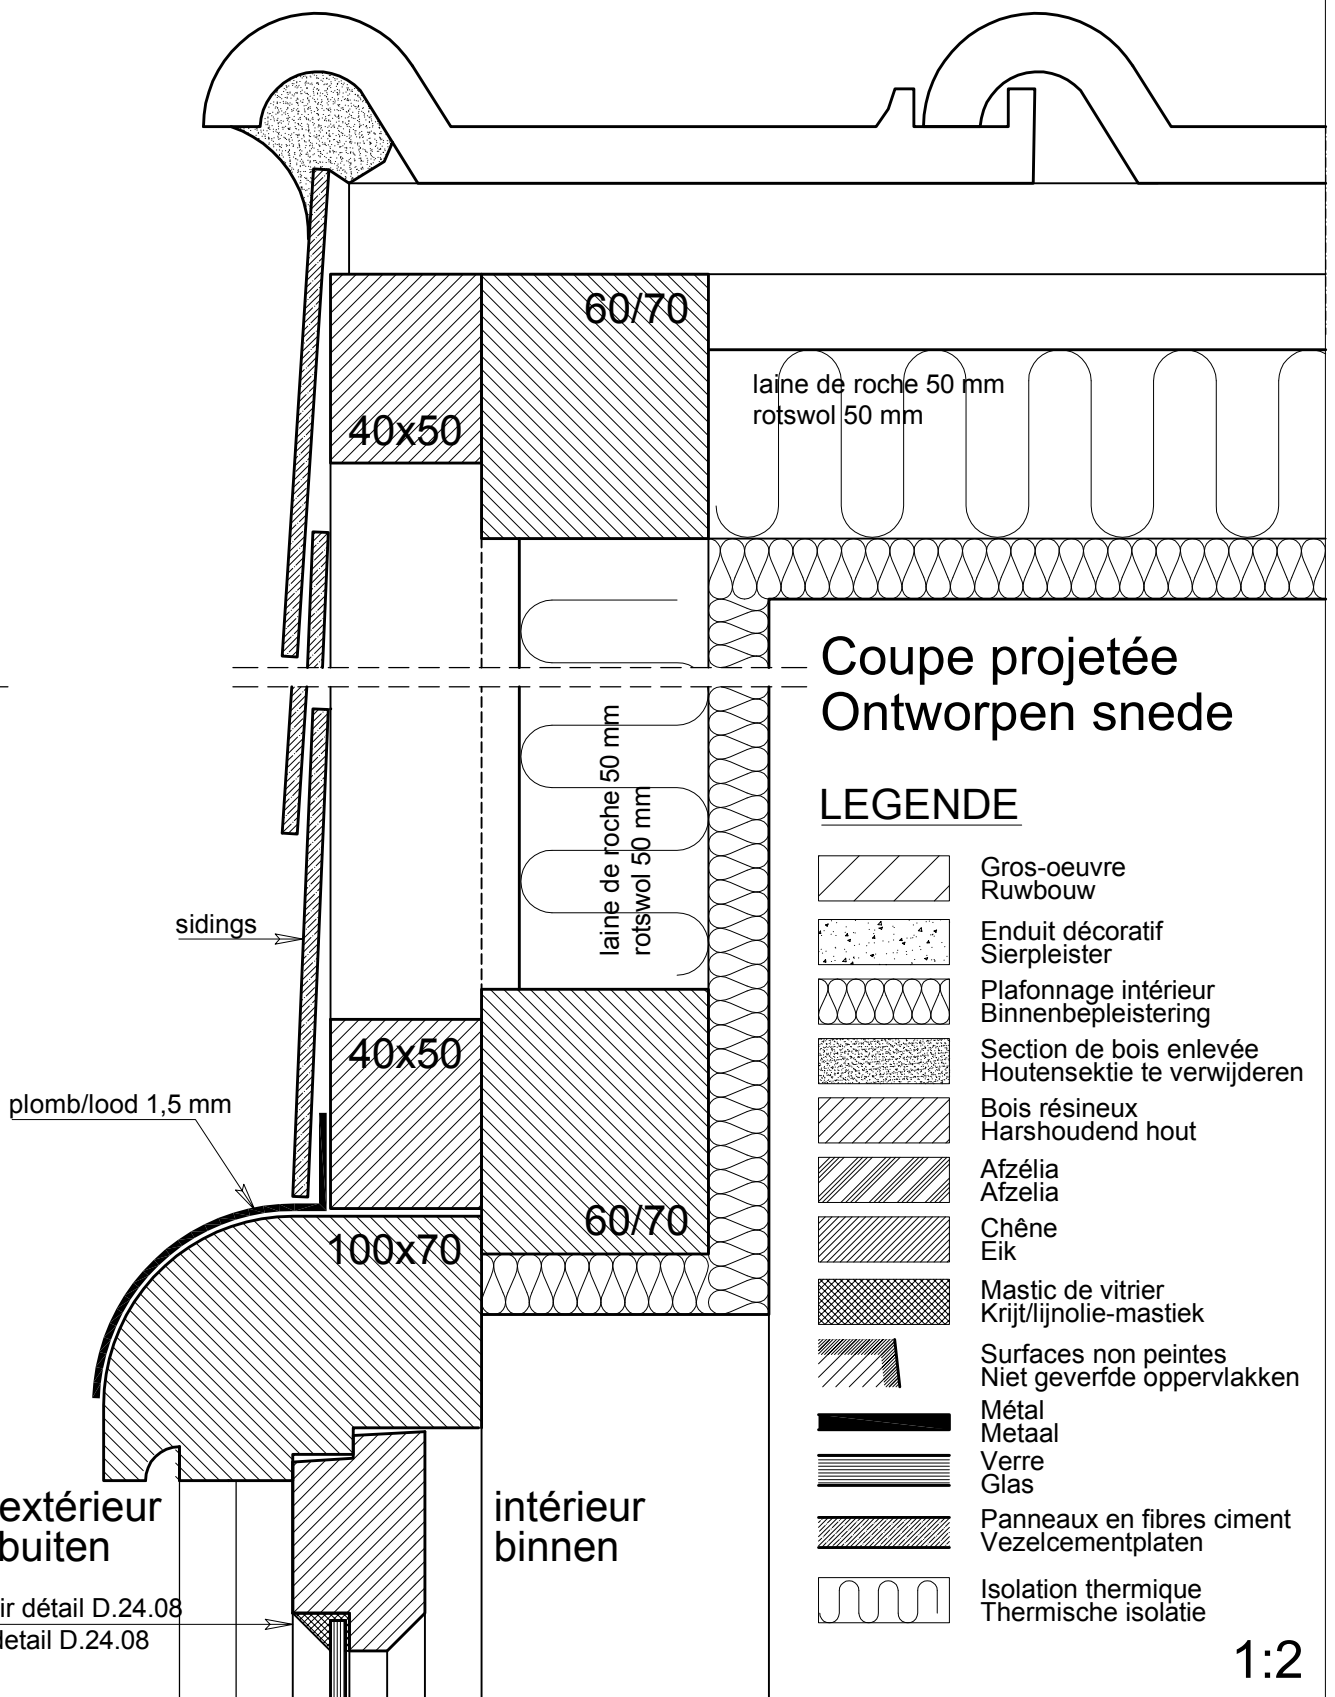 60/70
laine de roche 50 mm
rotswol 50 mm
40x50
Coupe projetée
Ontworpen snede
laine de roche 50 mm
rotswol 50 mm
LEGENDE
Gros-oeuvre
Ruwbouw
Enduit décoratif
Sierpleister
Plafonnage intérieur
Binnenbepleistering
Section de bois enlevée
Houtensektie te verwijderen
Bois résineux
Harshoudend hout
Afzélia
Afzelia
Chêne
Eik
Mastic de vitrier
Krijt/lijnolie-mastiek
Surfaces non peintes
Niet geverfde oppervlakken
Métal
Metaal
Verre
Glas
Panneaux en fibres ciment
Vezelcementplaten
Isolation thermique
Thermische isolatie
sidings
40x50
plomb/lood 1,5 mm
60/70
100x70
extérieur
buiten
intérieur
binnen
ir détail D.24.08
detail D.24.08
1:2